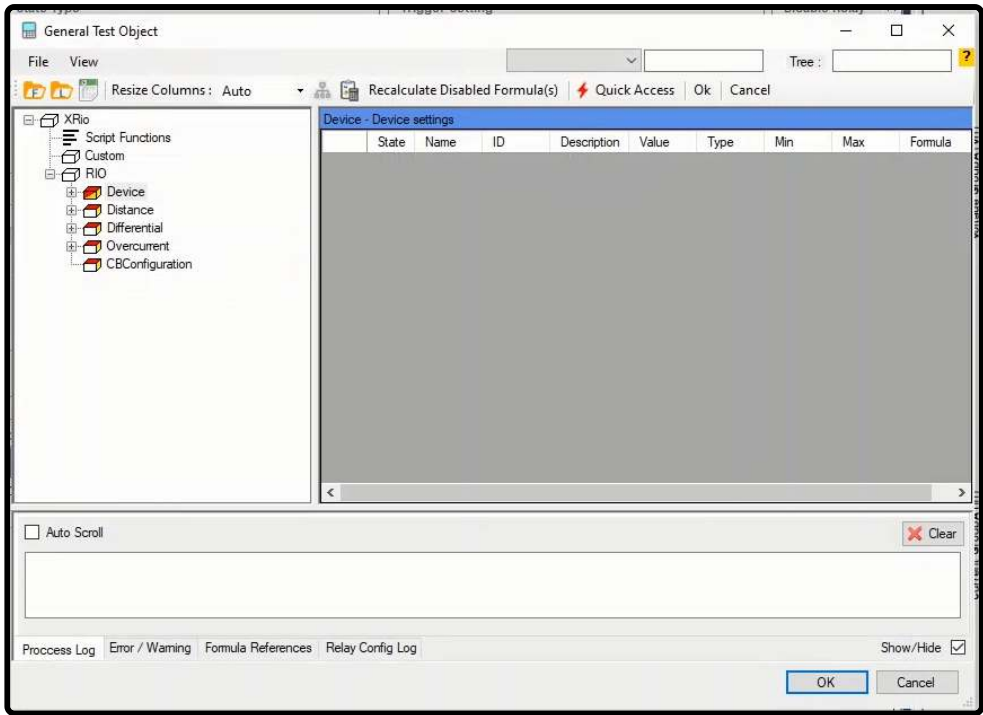 General Test Object
File View Tree :
?
Resize Columns : Auto Recalculate Disabled Formula(s) Quick Access Ok Cancel
XRio
Script Functions
Custom
RIO
Device
Distance
Differential
Overcurrent
CBConfiguration
Device - Device settings
State Name ID Description Value Type Min Max Formula
Auto Scroll
Clear
Proccess Log Error / Warning Formula References Relay Config Log Show/Hide
OK Cancel